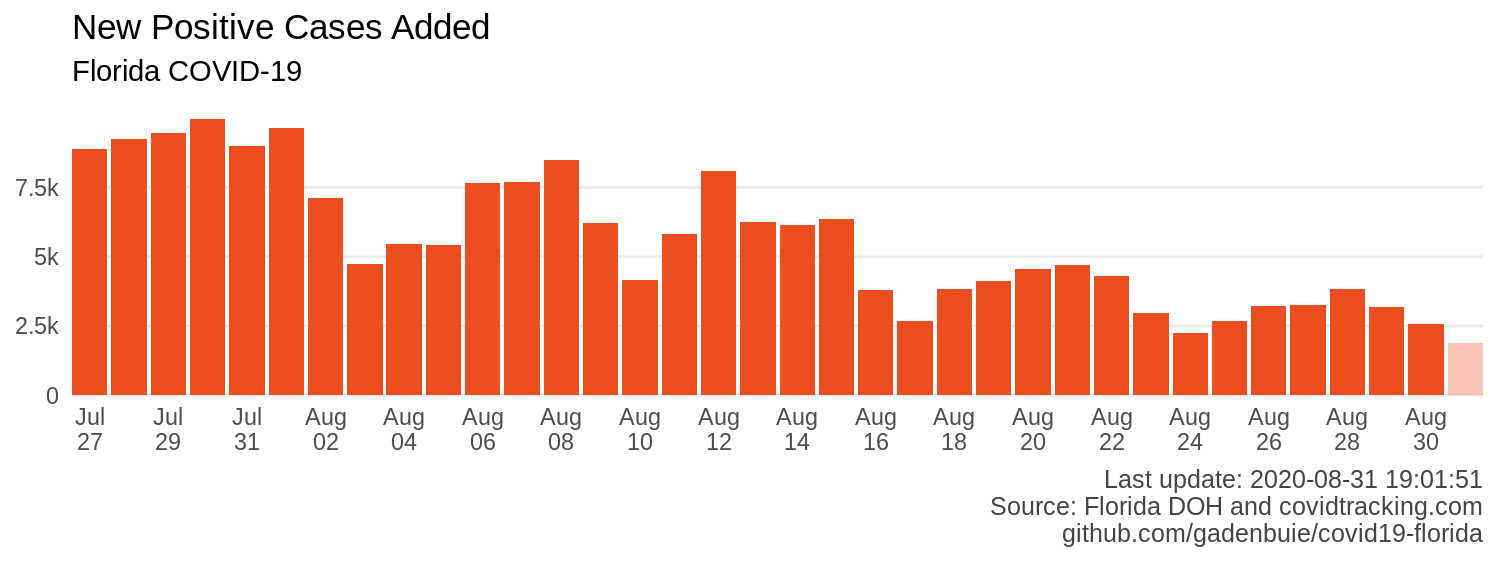 New Positive Cases Added
Florida COVID-19
7.5k
5k
2.5k
0
Jul Jul Jul Aug Aug Aug Aug Aug Aug Aug Aug Aug Aug Aug Aug Aug Aug Aug
27 29 31 02 04 06 08 10 12 14 16 18 20 22 24 26 28 30
Last update: 2020-08-31 19:01:51
Source: Florida DOH and covidtracking.com
github.com/gadenbuie/covid19-florida